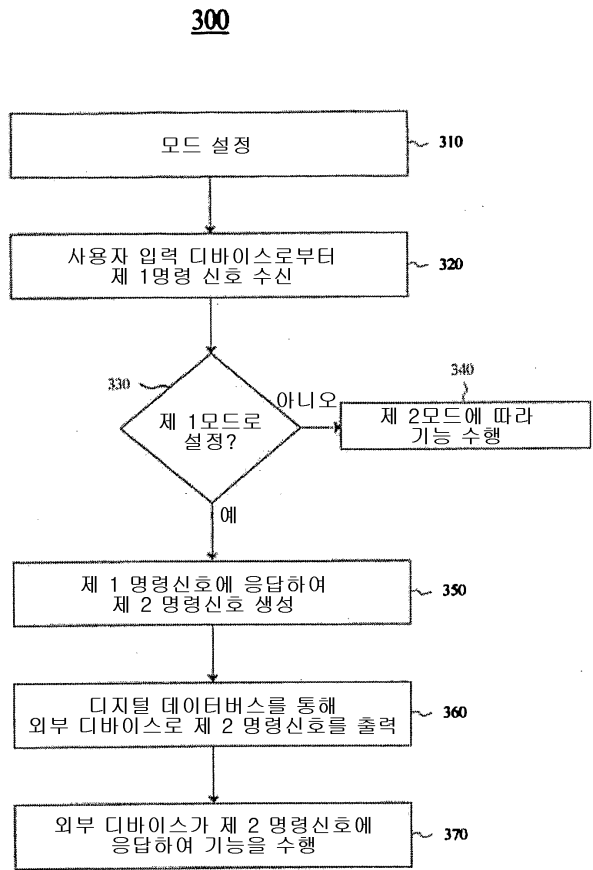 300
모드 설정
310
사용자 입력 디바이스로부터
제 1명령 신호 수신
320
330
제 1모드로
설정?
아니오
340
제 2모드에 따라
기능 수행
예
제 1 명령신호에 응답하여
제 2 명령신호 생성
350
디지털 데이터버스를 통해
외부 디바이스로 제 2 명령신호를 출력
360
외부 디바이스가 제 2 명령신호에
응답하여 기능을 수행
370